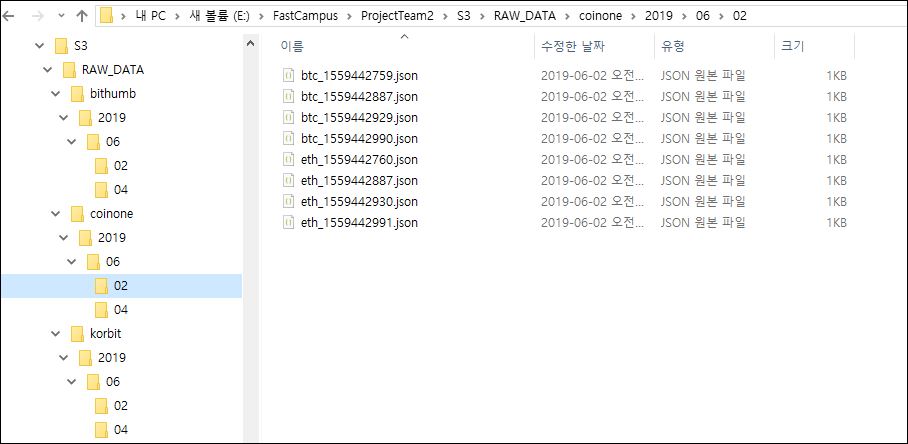 내 PC > 새 볼륨 (E:) > FastCampus > ProjectTeam2 > S3 > RAW_DATA > coinone > 2019 > 06 > 02
S3
RAW_DATA
bithumb
2019
06
02
04
coinone
2019
06
02
04
korbit
2019
06
02
04
이름 수정한 날짜 유형 크기
btc_1559442759.json 2019-06-02 오전... JSON 원본 파일 1KB
btc_1559442887.json 2019-06-02 오전... JSON 원본 파일 1KB
btc_1559442929.json 2019-06-02 오전... JSON 원본 파일 1KB
btc_1559442990.json 2019-06-02 오전... JSON 원본 파일 1KB
eth_1559442760.json 2019-06-02 오전... JSON 원본 파일 1KB
eth_1559442887.json 2019-06-02 오전... JSON 원본 파일 1KB
eth_1559442930.json 2019-06-02 오전... JSON 원본 파일 1KB
eth_1559442991.json 2019-06-02 오전... JSON 원본 파일 1KB